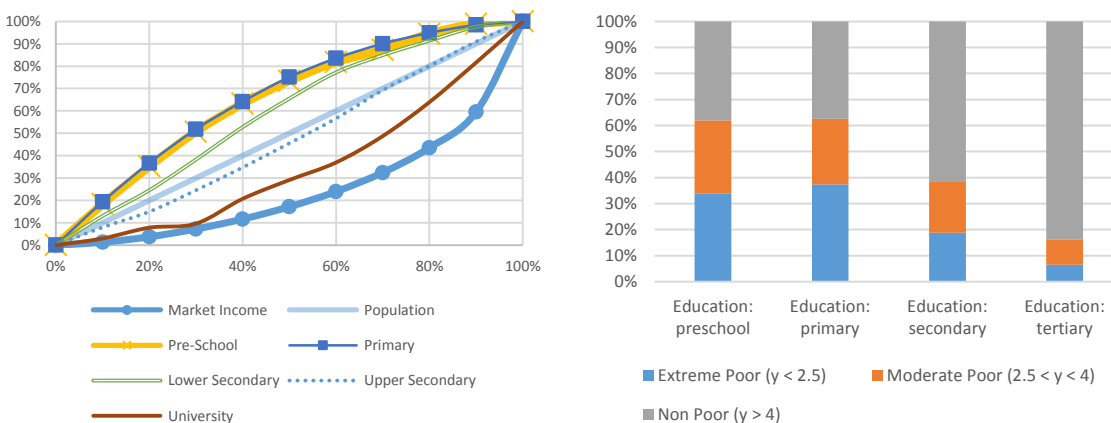 100%
90%
80%
70%
60%
50%
40%
30%
20%
10%
0%
0% 20% 40% 60% 80% 100%
Market Income Population
Pre-School Primary
Lower Secondary Upper Secondary
University
100%
90%
80%
70%
60%
50%
40%
30%
20%
10%
0%
Education: Education: Education: Education:
preschool primary secondary tertiary
Extreme Poor (y < 2.5) Moderate Poor (2.5 < y < 4)
Non Poor (y > 4)